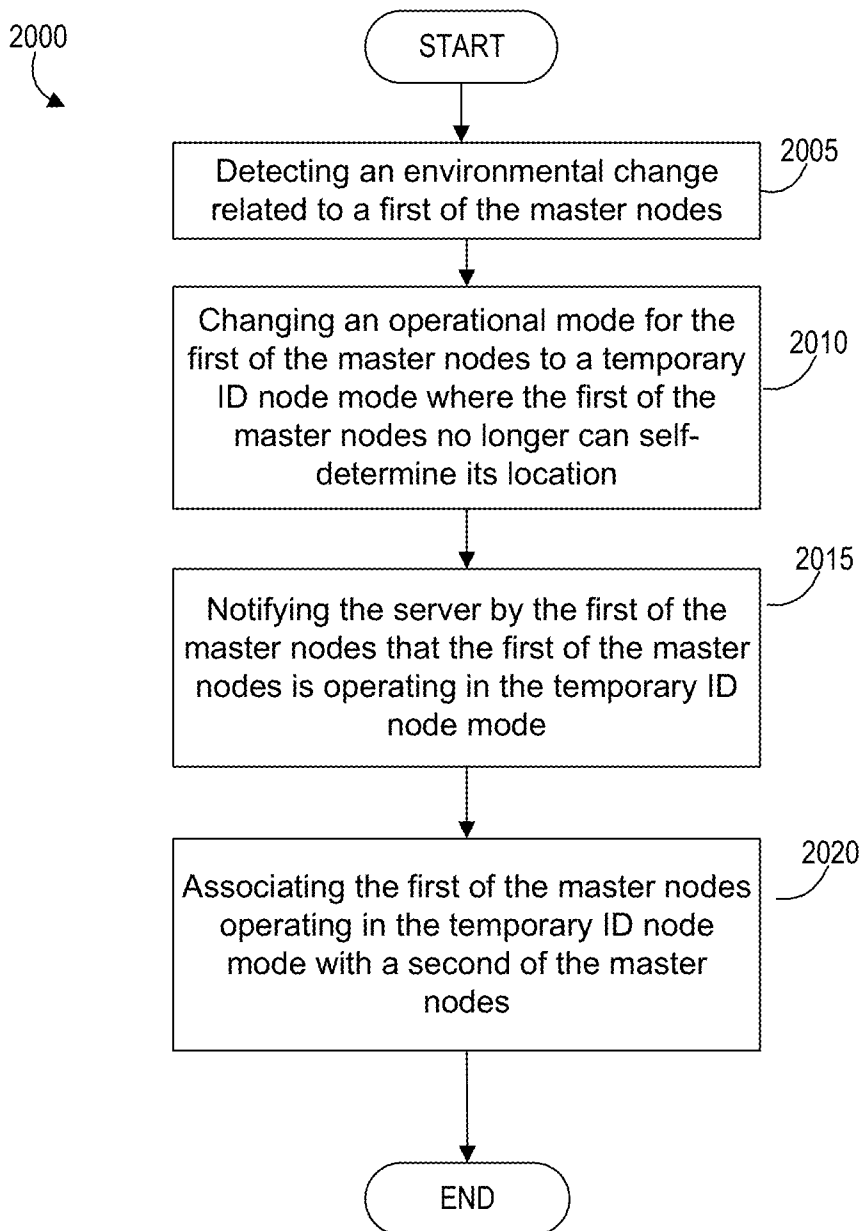 2000
START
2005
Detecting an environmental change
related to a first of the master nodes
2010
Changing an operational mode for the
first of the master nodes to a temporary
ID node mode where the first of the
master nodes no longer can self-
determine its location
2015
Notifying the server by the first of the
master nodes that the first of the master
nodes is operating in the temporary ID
node mode
2020
Associating the first of the master nodes
operating in the temporary ID node
mode with a second of the master
nodes
END